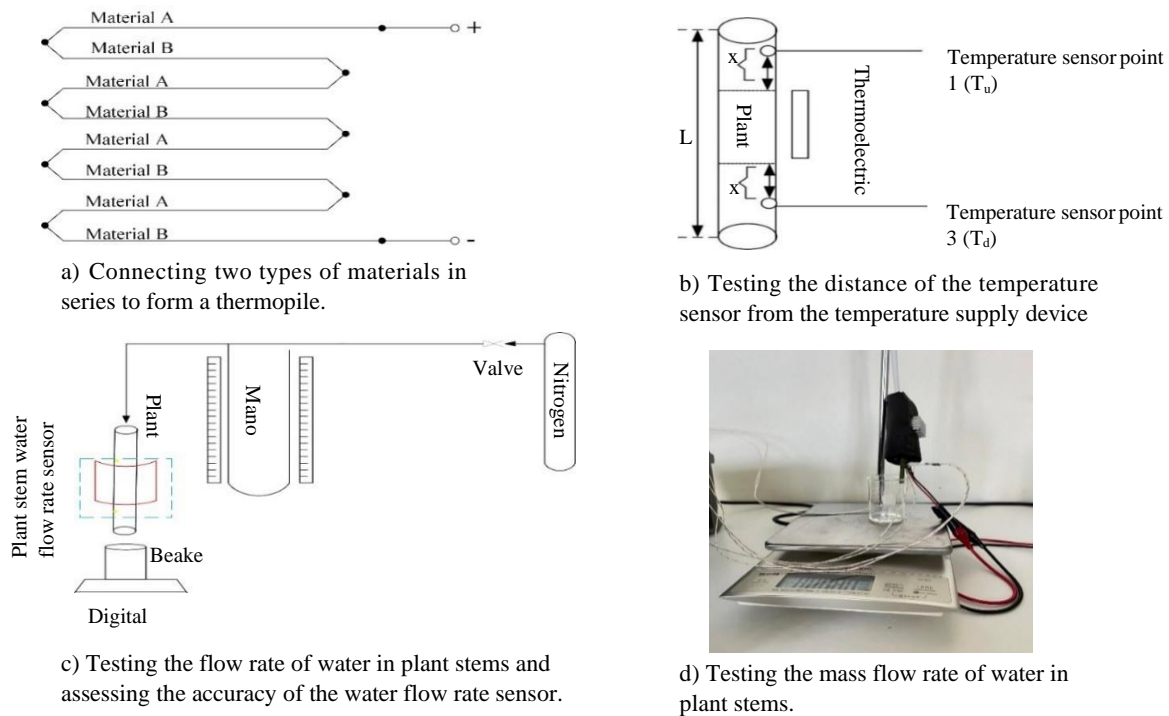 Material A
+
Material B
Material A
Material B
Material A
Material B
Material A
Material B
-
a) Connecting two types of materials in
series to form a thermopile.
x
L
Plant
x
Thermoelectric
Temperature sensor point
1 (Tu)
Temperature sensor point
3 (Td)
b) Testing the distance of the temperature
sensor from the temperature supply device
Plant stem water
flow rate sensor
Plant
Mano
Valve
Nitrogen
Beake
Digital
c) Testing the flow rate of water in plant stems and
assessing the accuracy of the water flow rate sensor.
d) Testing the mass flow rate of water in
plant stems.